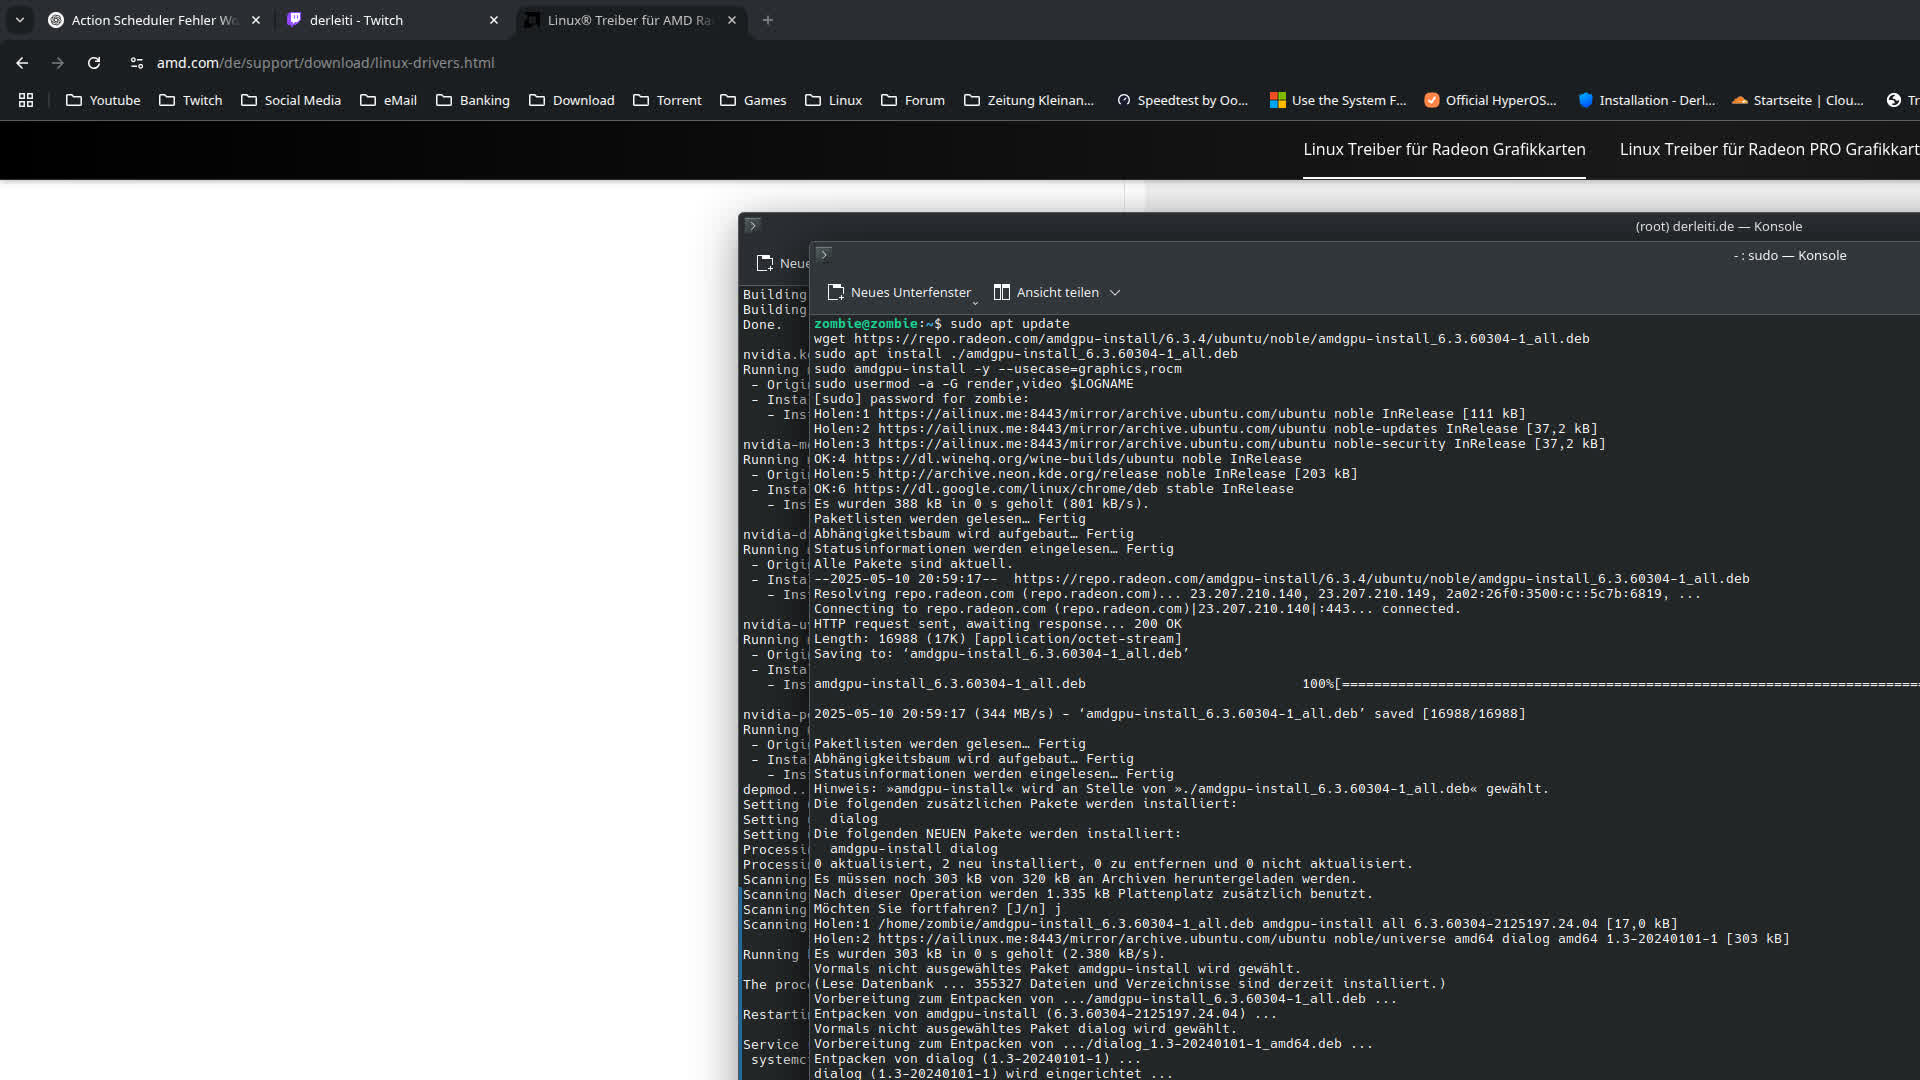 Action Scheduler Fehler Wo
derleiti - Twitch
Linux® Treiber für AMD Ra
amd.com/de/support/download/linux-drivers.html
Youtube
Twitch
Social Media
eMail
Banking
Download
Torrent
Games
Linux
Forum
Zeitung Kleinan...
Speedtest by Oo...
Use the System F...
Official HyperOS...
Installation - Derl...
Startseite | Clou...
Tr
Linux Treiber für Radeon Grafikkarten
Linux Treiber für Radeon PRO Grafikkart
(root) derleiti.de — Konsole
Neue
Building
Building
Done.
nvidia.k
Running
- Origi
- Insta
- Ins
nvidia-m
Running
- Origi
- Insta
- Ins
nvidia-d
Running
- Origi
- Insta
- Ins
nvidia-u
Running
- Origi
- Insta
- Ins
nvidia-p
Running
- Origi
- Insta
- Ins
depmod..
Setting
Setting
Setting
Processi
Processi
Scanning
Scanning
Scanning
Scanning
Running
The proc
Restarti
Service
systemc
- : sudo — Konsole
Neues Unterfenster
Ansicht teilen
zombie@zombie:~$ sudo apt update
wget https://repo.radeon.com/amdgpu-install/6.3.4/ubuntu/noble/amdgpu-install_6.3.60304-1_all.deb
sudo apt install ./amdgpu-install_6.3.60304-1_all.deb
sudo amdgpu-install -y --usecase=graphics,rocm
sudo usermod -a -G render,video $LOGNAME
[sudo] password for zombie:
Holen:1 https://ailinux.me:8443/mirror/archive.ubuntu.com/ubuntu noble InRelease [111 kB]
Holen:2 https://ailinux.me:8443/mirror/archive.ubuntu.com/ubuntu noble-updates InRelease [37,2 kB]
Holen:3 https://ailinux.me:8443/mirror/archive.ubuntu.com/ubuntu noble-security InRelease [37,2 kB]
OK:4 https://dl.winehq.org/wine-builds/ubuntu noble InRelease
Holen:5 http://archive.neon.kde.org/release noble InRelease [203 kB]
OK:6 https://dl.google.com/linux/chrome/deb stable InRelease
Es wurden 388 kB in 0 s geholt (801 kB/s).
Paketlisten werden gelesen… Fertig
Abhängigkeitsbaum wird aufgebaut… Fertig
Statusinformationen werden eingelesen… Fertig
Alle Pakete sind aktuell.
--2025-05-10 20:59:17--  https://repo.radeon.com/amdgpu-install/6.3.4/ubuntu/noble/amdgpu-install_6.3.60304-1_all.deb
Resolving repo.radeon.com (repo.radeon.com)... 23.207.210.140, 23.207.210.149, 2a02:26f0:3500:c::5c7b:6819, ...
Connecting to repo.radeon.com (repo.radeon.com)|23.207.210.140|:443... connected.
HTTP request sent, awaiting response... 200 OK
Length: 16988 (17K) [application/octet-stream]
Saving to: ‘amdgpu-install_6.3.60304-1_all.deb’
amdgpu-install_6.3.60304-1_all.deb 100%[=========================================================================
2025-05-10 20:59:17 (344 MB/s) - ‘amdgpu-install_6.3.60304-1_all.deb’ saved [16988/16988]
Paketlisten werden gelesen… Fertig
Abhängigkeitsbaum wird aufgebaut… Fertig
Statusinformationen werden eingelesen… Fertig
Hinweis: »amdgpu-install« wird an Stelle von »./amdgpu-install_6.3.60304-1_all.deb« gewählt.
Die folgenden zusätzlichen Pakete werden installiert:
dialog
Die folgenden NEUEN Pakete werden installiert:
amdgpu-install dialog
0 aktualisiert, 2 neu installiert, 0 zu entfernen und 0 nicht aktualisiert.
Es müssen noch 303 kB von 320 kB an Archiven heruntergeladen werden.
Nach dieser Operation werden 1.335 kB Plattenplatz zusätzlich benutzt.
Möchten Sie fortfahren? [J/n] j
Holen:1 /home/zombie/amdgpu-install_6.3.60304-1_all.deb amdgpu-install all 6.3.60304-2125197.24.04 [17,0 kB]
Holen:2 https://ailinux.me:8443/mirror/archive.ubuntu.com/ubuntu noble/universe amd64 dialog amd64 1.3-20240101-1 [303 kB]
Es wurden 303 kB in 0 s geholt (2.380 kB/s).
Vormals nicht ausgewähltes Paket amdgpu-install wird gewählt.
(Lese Datenbank ... 355327 Dateien und Verzeichnisse sind derzeit installiert.)
Vorbereitung zum Entpacken von .../amdgpu-install_6.3.60304-1_all.deb ...
Entpacken von amdgpu-install (6.3.60304-2125197.24.04) ...
Vormals nicht ausgewähltes Paket dialog wird gewählt.
Vorbereitung zum Entpacken von .../dialog_1.3-20240101-1_amd64.deb ...
Entpacken von dialog (1.3-20240101-1) ...
dialog (1.3-20240101-1) wird eingerichtet ...